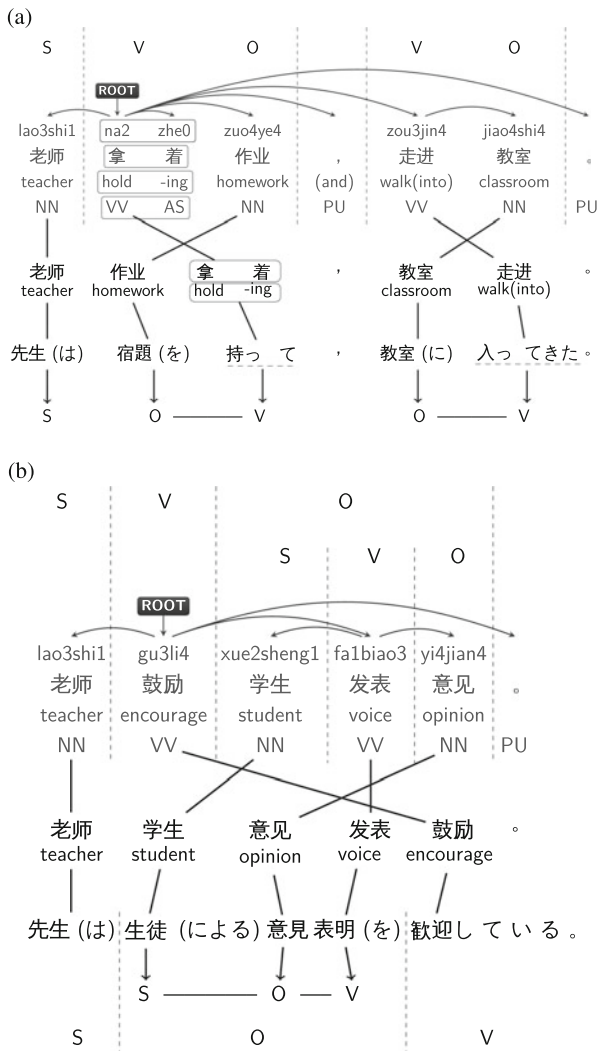 (a)
S V O V O
ROOT
lao3shi1 na2 zhe0 zuo4ye4 zou3jin4 jiao4shi4
老师 拿 着 作业 ， 走进 教室 。
teacher hold -ing homework (and) walk(into) classroom
NN VV AS NN PU VV NN PU
老师 作业 拿 着 ， 教室 走进 。
teacher homework hold -ing classroom walk(into)
先生 (は) 宿題 (を) 持っ て ， 教室 (に) 入っ てきた 。
S O V O V
(b)
S V O
S V O
ROOT
lao3shi1 gu3li4 xue2sheng1 fa1biao3 yi4jian4
老师 鼓励 学生 发表 意见 。
teacher encourage student voice opinion
NN VV NN VV NN PU
老师 学生 意见 发表 鼓励 。
teacher student opinion voice encourage
先生 (は) 生徒 (による) 意見 表明 (を) 歓迎し て い る 。
S O V
S O V